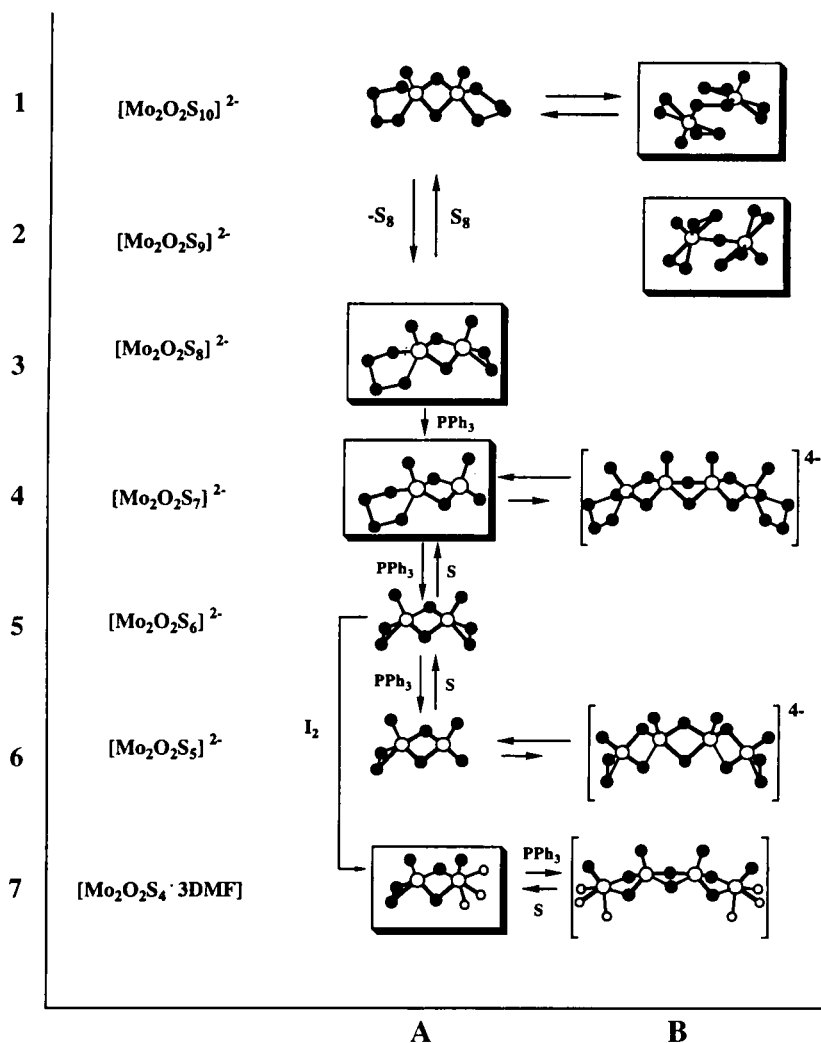 1 [Mo₂O₂S₁₀]²⁻
-S₈ S₈
2 [Mo₂O₂S₉]²⁻
3 [Mo₂O₂S₈]²⁻
PPh₃
4 [Mo₂O₂S₇]²⁻ 4-
PPh₃ S
5 [Mo₂O₂S₆]²⁻
PPh₃ S
I₂
6 [Mo₂O₂S₅]²⁻ 4-
7 [Mo₂O₂S₄·3DMF] PPh₃
S
A B